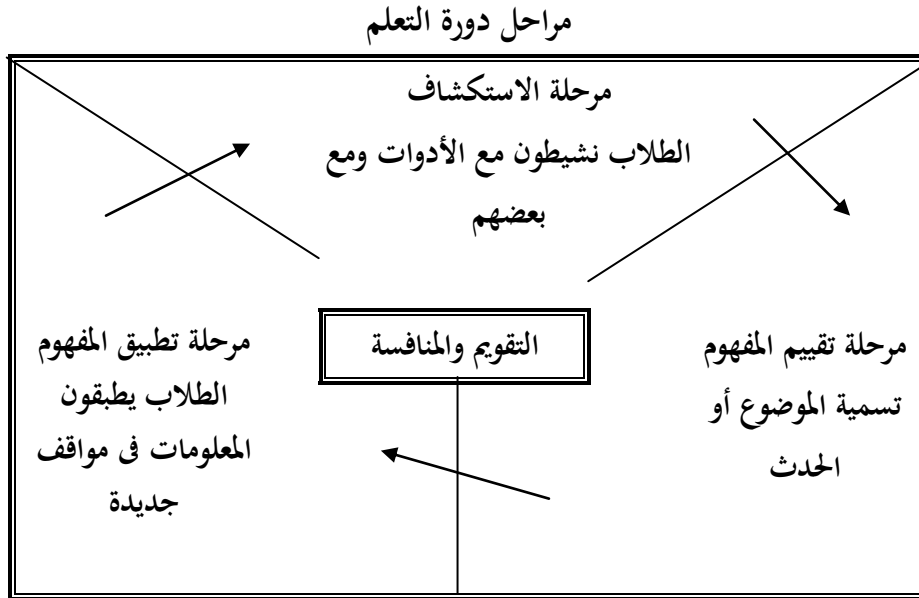 مراحل دورة التعلم
مرحلة الاستكشاف
الطلاب نشيطون مع الأدوات ومع
بعضهم
مرحلة تقييم المفهوم
تسمية الموضوع أو
الحدث
التقويم والمنافسة
مرحلة تطبيق المفهوم
الطلاب يطبقون
المعلومات فى مواقف
جديدة